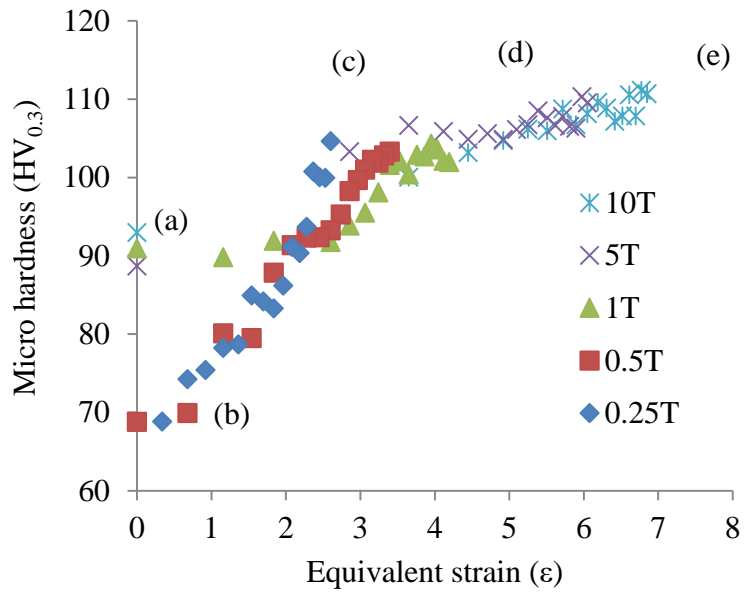 120
110
100
90
80
70
60
Micro hardness (HV0.3)
(c)
(d)
(e)
(a)
(b)
10T
5T
1T
0.5T
0.25T
0 1 2 3 4 5 6 7 8
Equivalent strain (ε)